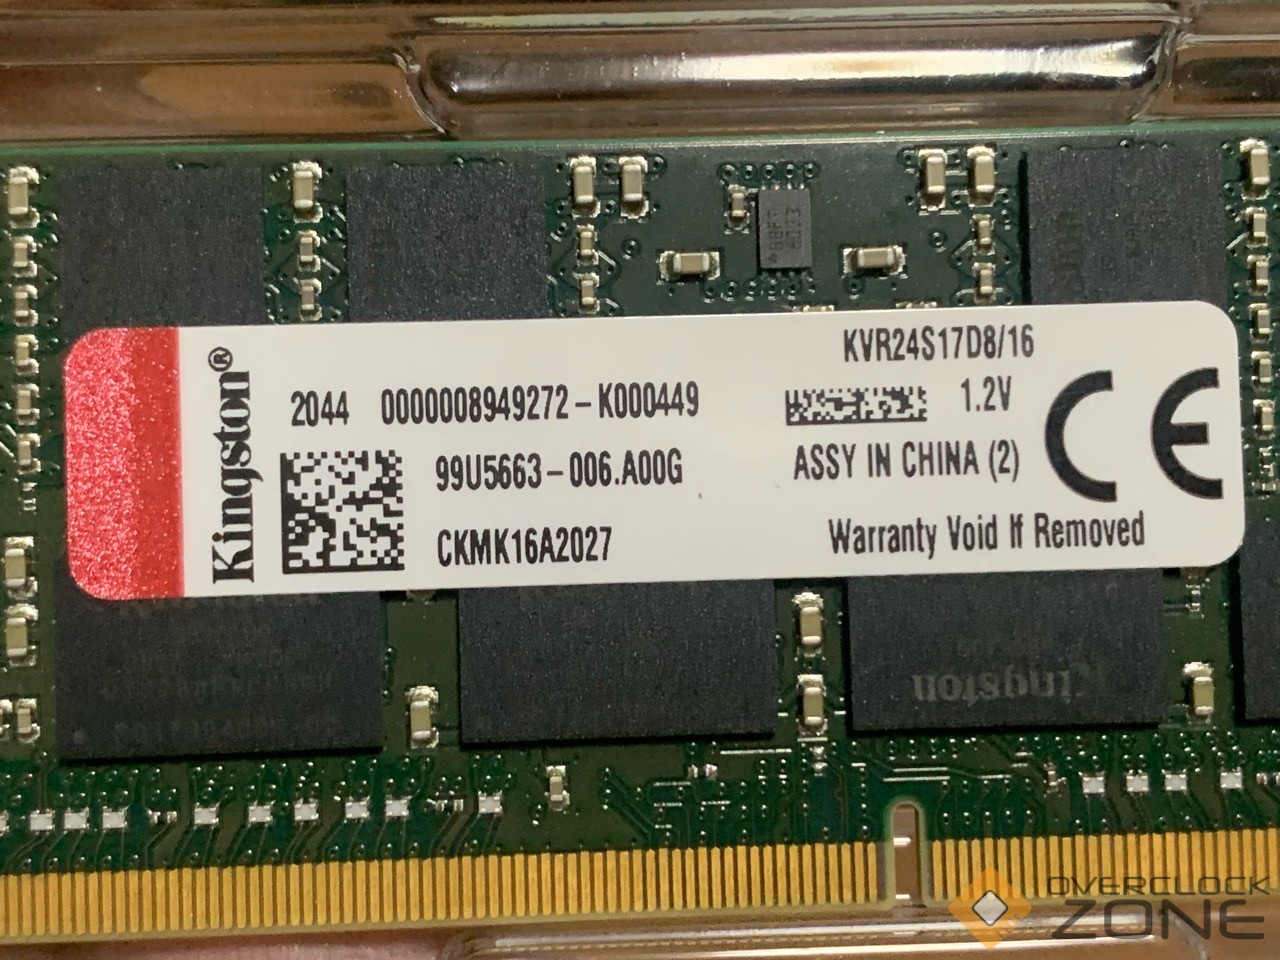 KVR24S17D8/16
2044 0000008949272-K000449
1.2V
99U5663-006.A00G
ASSY IN CHINA (2)
CKMK16A2027
Warranty Void If Removed
Kingston®
CE
Kingston
OVERCLOCK
ZONE